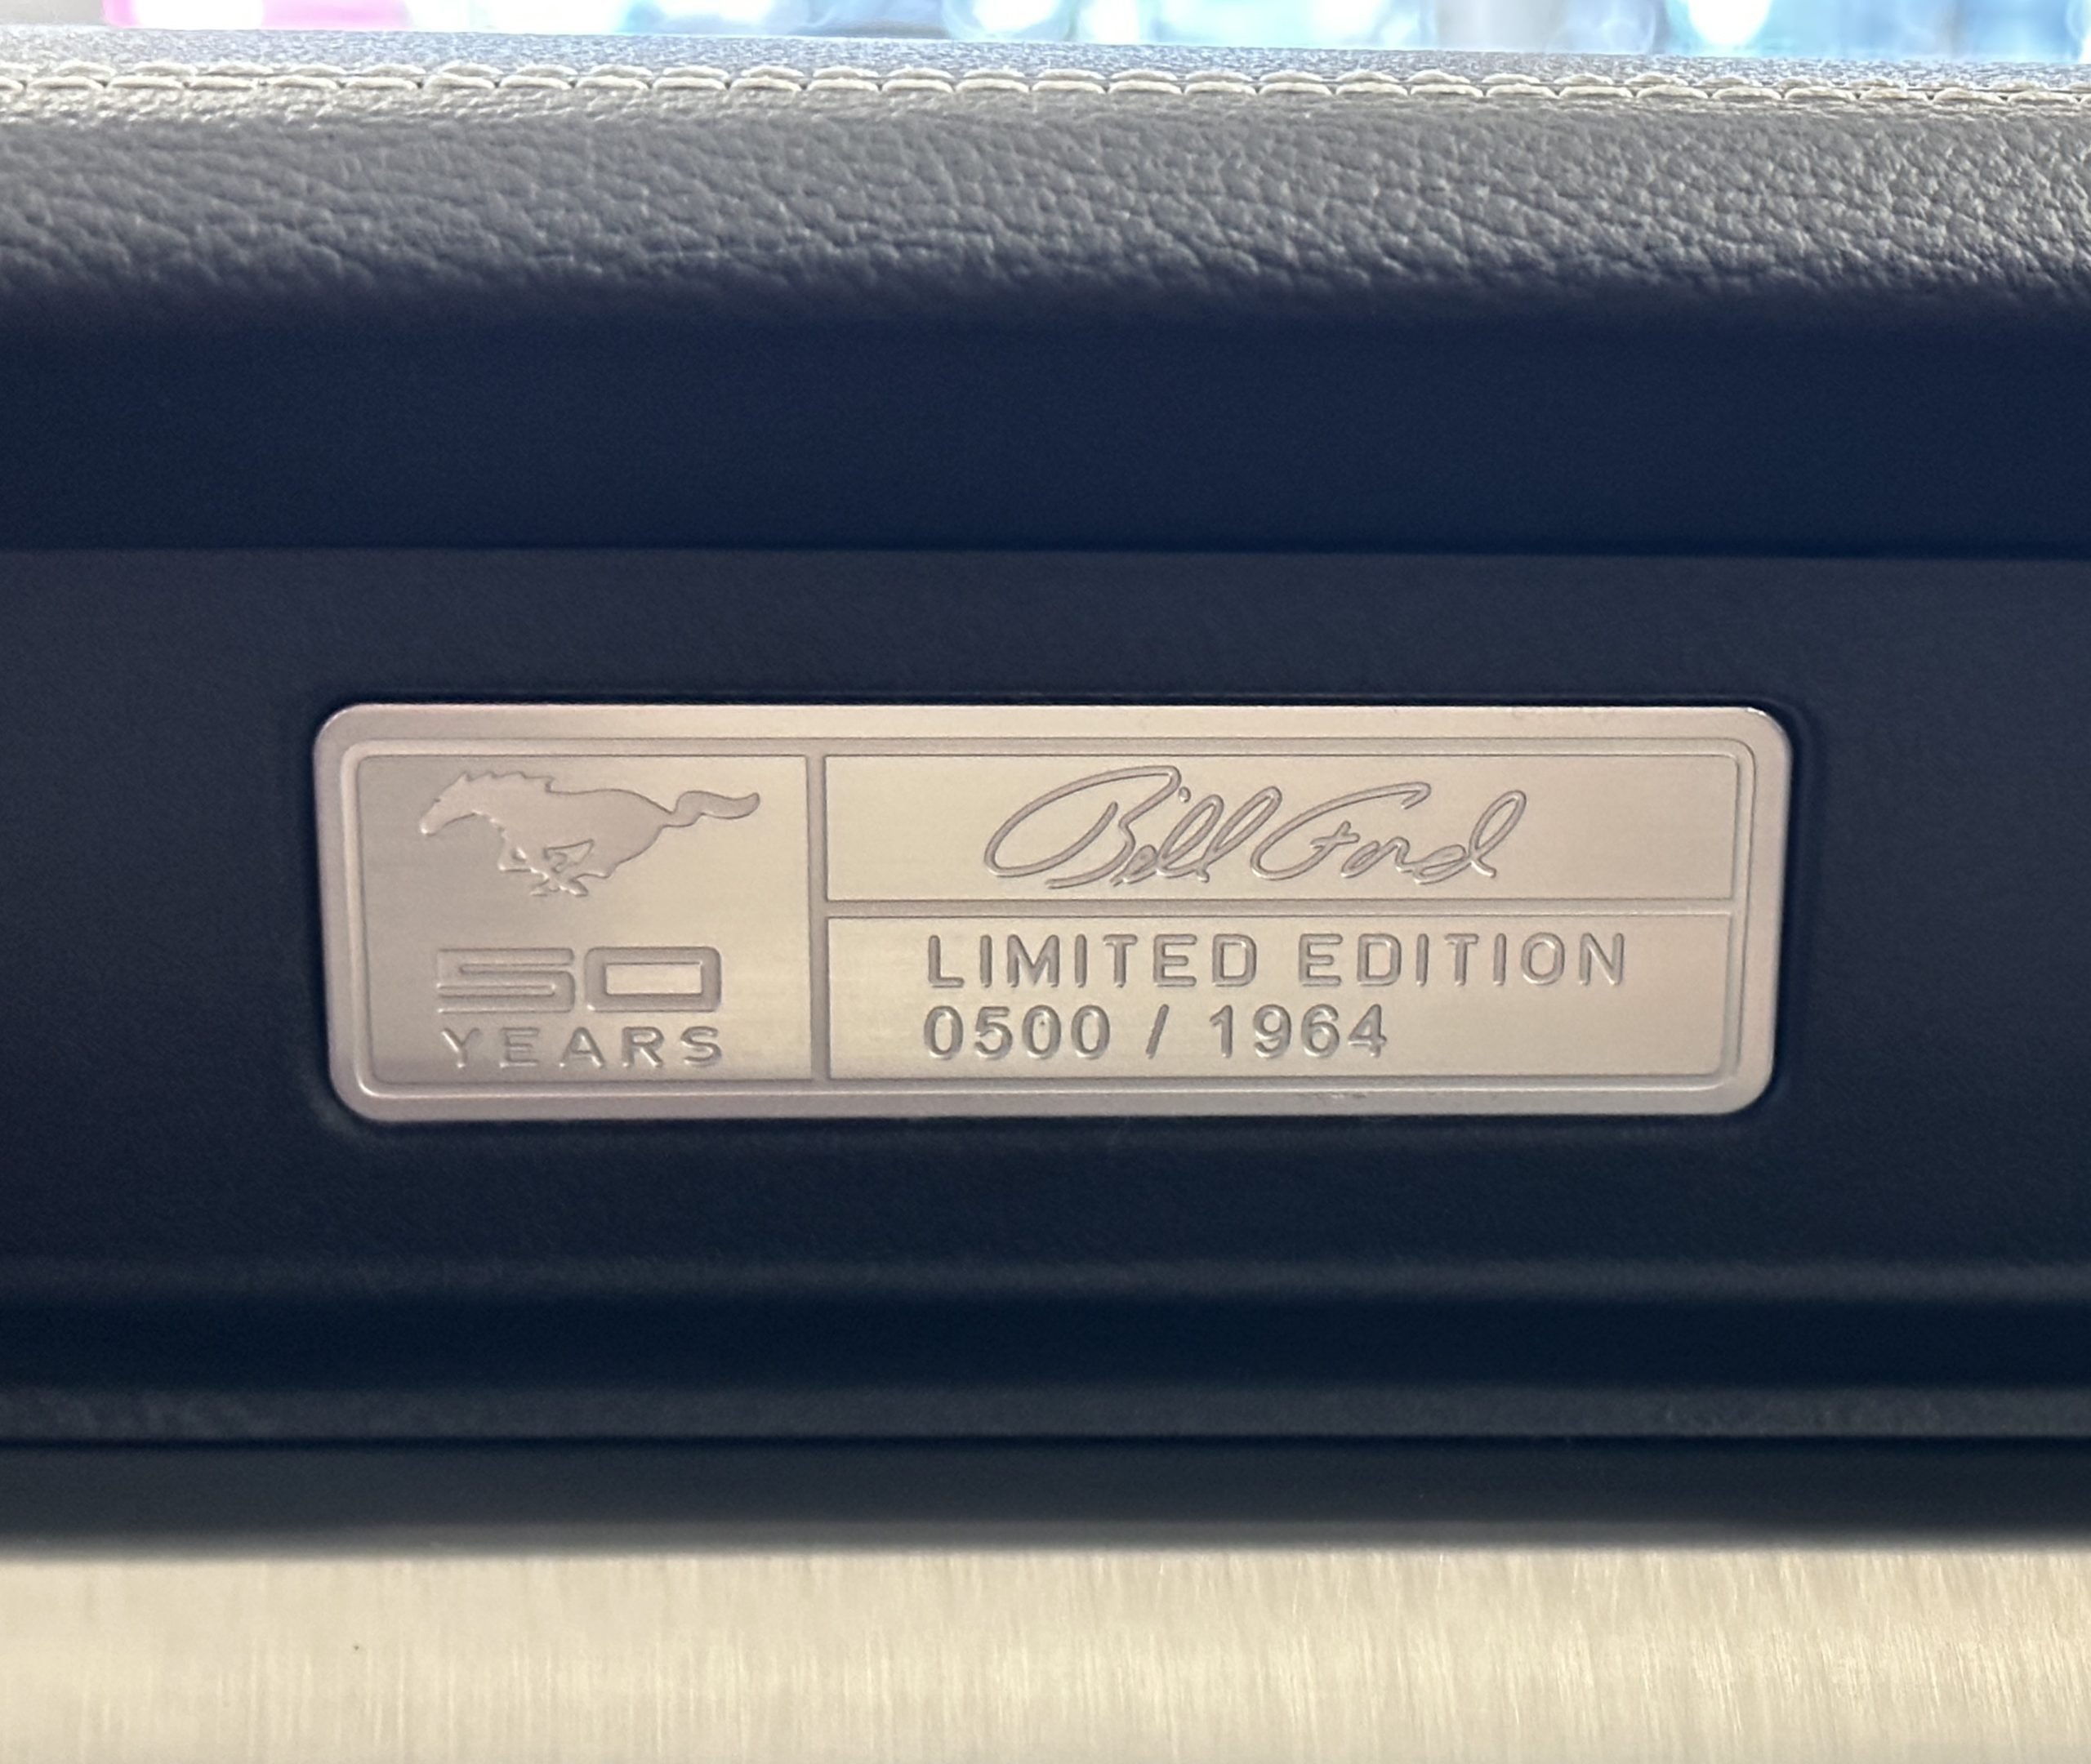 50
YEARS
Bill Ford
LIMITED EDITION
0500 / 1964